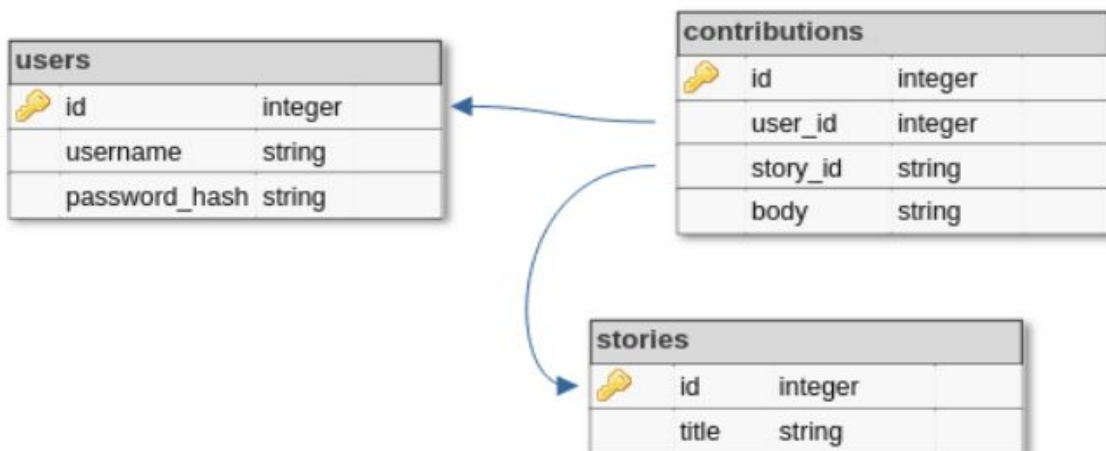 users
id integer
username string
password_hash string
contributions
id integer
user_id integer
story_id string
body string
stories
id integer
title string